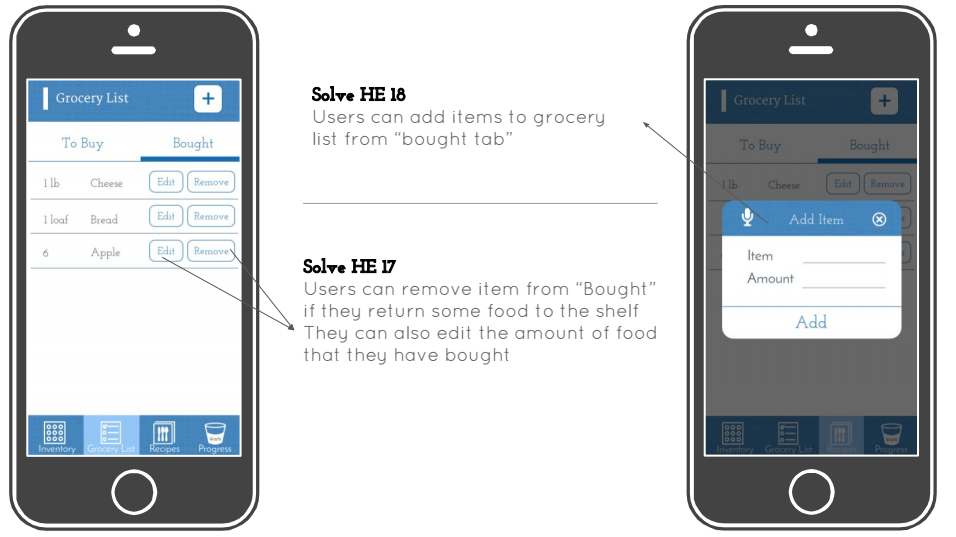 Grocery List +
To Buy Bought
1 lb Cheese Edit Remove
1 loaf Bread Edit Remove
6 Apple Edit Remove
Inventory Grocery List Recipes Progress
Solve HE 18
Users can add items to grocery
list from “bought tab”
Solve HE 17
Users can remove item from “Bought”
if they return some food to the shelf
They can also edit the amount of food
that they have bought
Grocery List +
To Buy Bought
1 lb Cheese Edit Remove
Add Item
Item
Amount
Add
Inventory Grocery List Recipes Progress